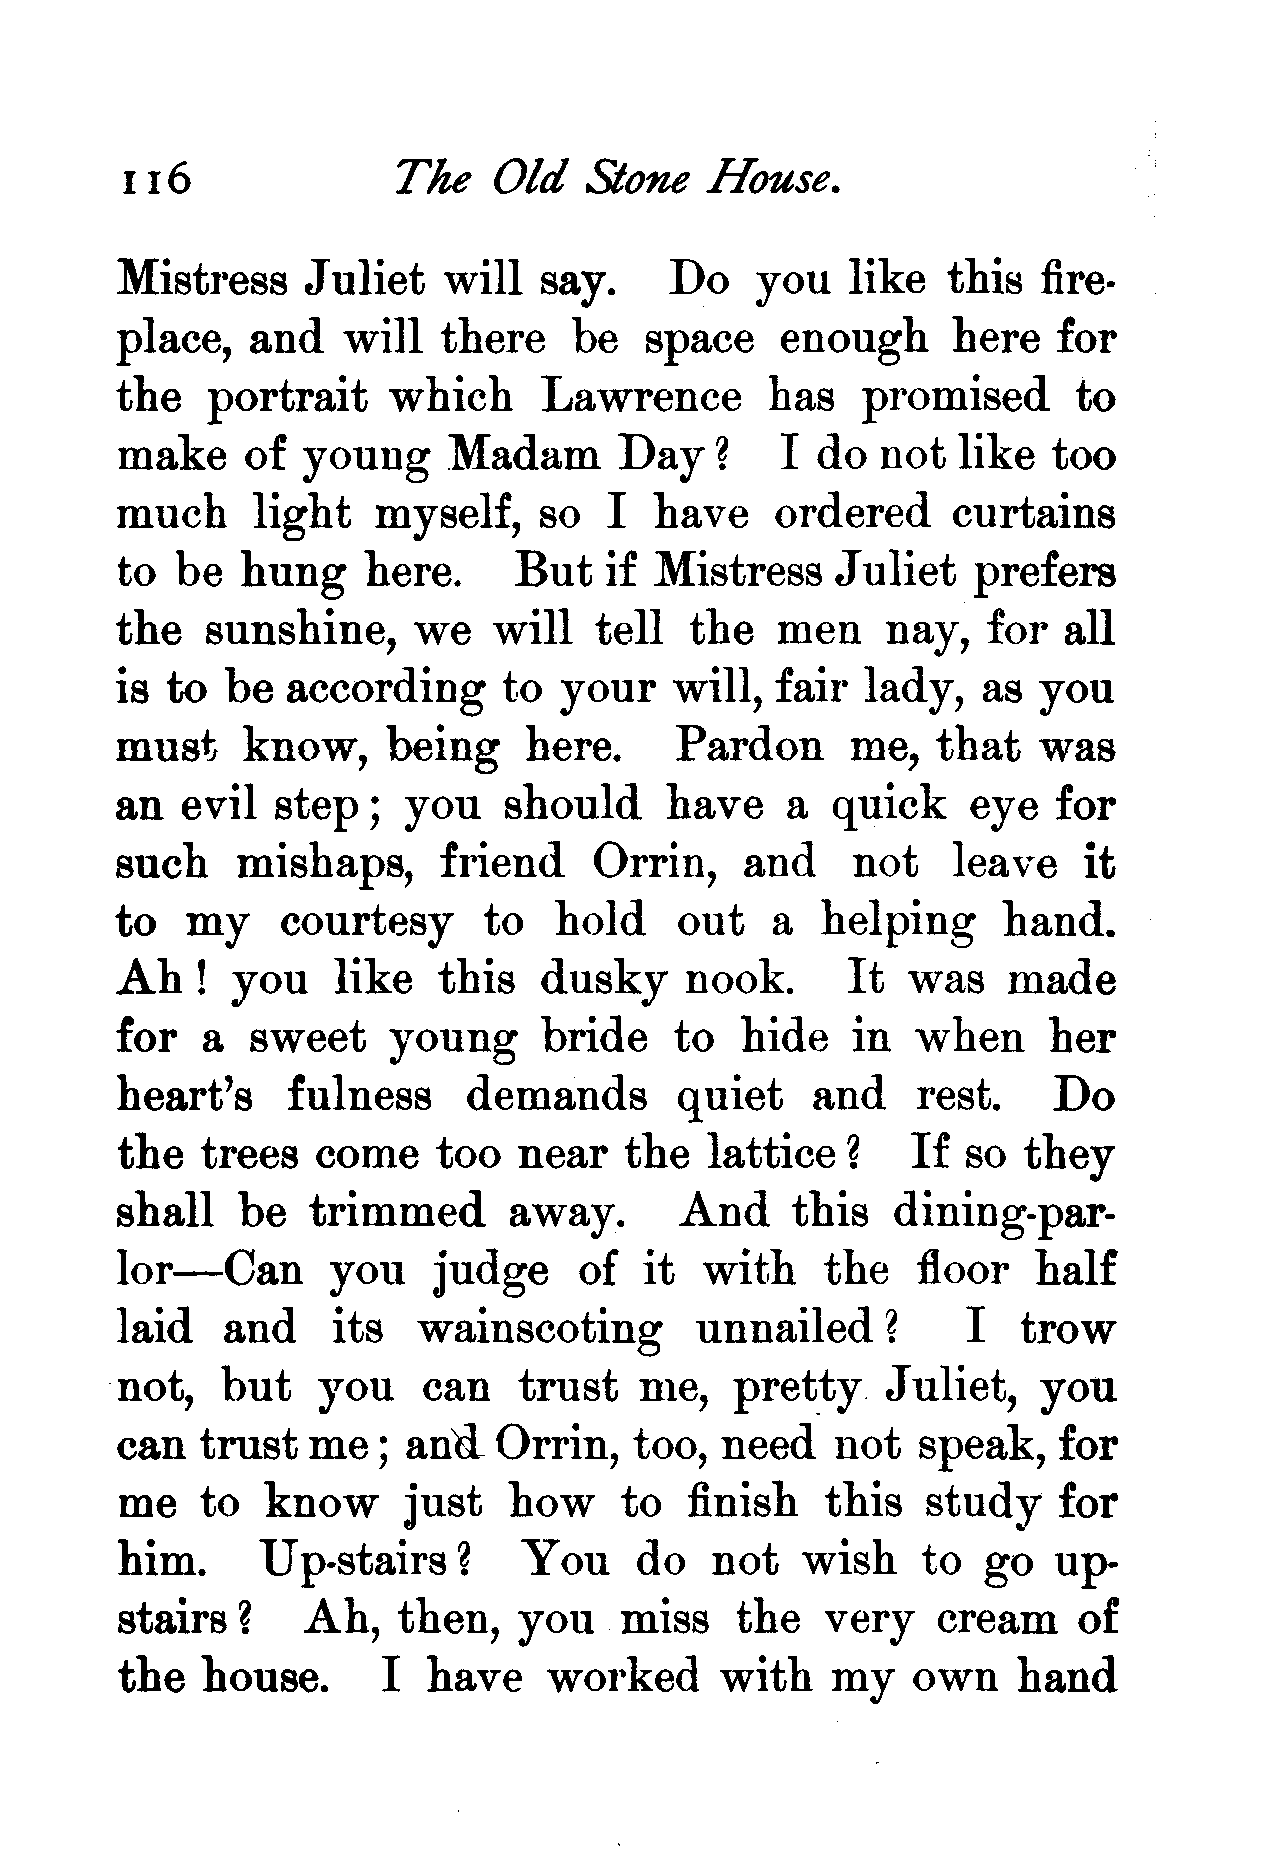 116 The Old Stone House.
Mistress Juliet will say. Do you like this fire-
place, and will there be space enough here for
the portrait which Lawrence has promised to
make of young Madam Day? I do not like too
much light myself, so I have ordered curtains
to be hung here. But if Mistress Juliet prefers
the sunshine, we will tell the men nay, for all
is to be according to your will, fair lady, as you
must know, being here. Pardon me, that was
an evil step; you should have a quick eye for
such mishaps, friend Orrin, and not leave it
to my courtesy to hold out a helping hand.
Ah! you like this dusky nook. It was made
for a sweet young bride to hide in when her
heart's fulness demands quiet and rest. Do
the trees come too near the lattice? If so they
shall be trimmed away. And this dining-par-
lor—Can you judge of it with the floor half
laid and its wainscoting unnailed? I trow
not, but you can trust me, pretty Juliet, you
can trust me; and Orrin, too, need not speak, for
me to know just how to finish this study for
him. Up-stairs? You do not wish to go up-
stairs? Ah, then, you miss the very cream of
the house. I have worked with my own hand